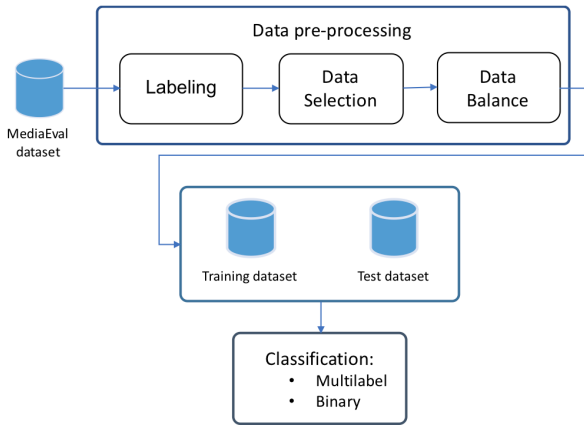 Data pre-processing
Labeling
Data
Selection
Data
Balance
MediaEval
dataset
Training dataset
Test dataset
Classification:
• Multilabel
• Binary